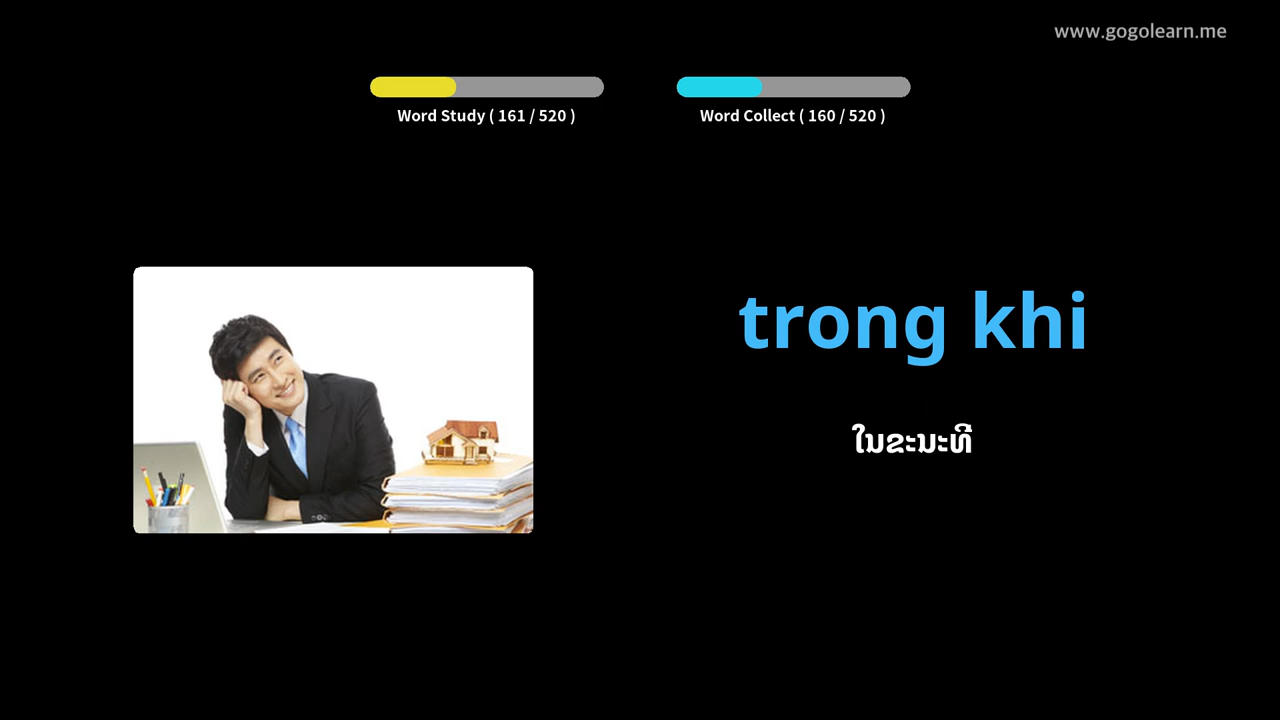 www.gogolearn.me
Word Study ( 161 / 520 )
Word Collect ( 160 / 520 )
trong khi
ໃນຂະນະທີ